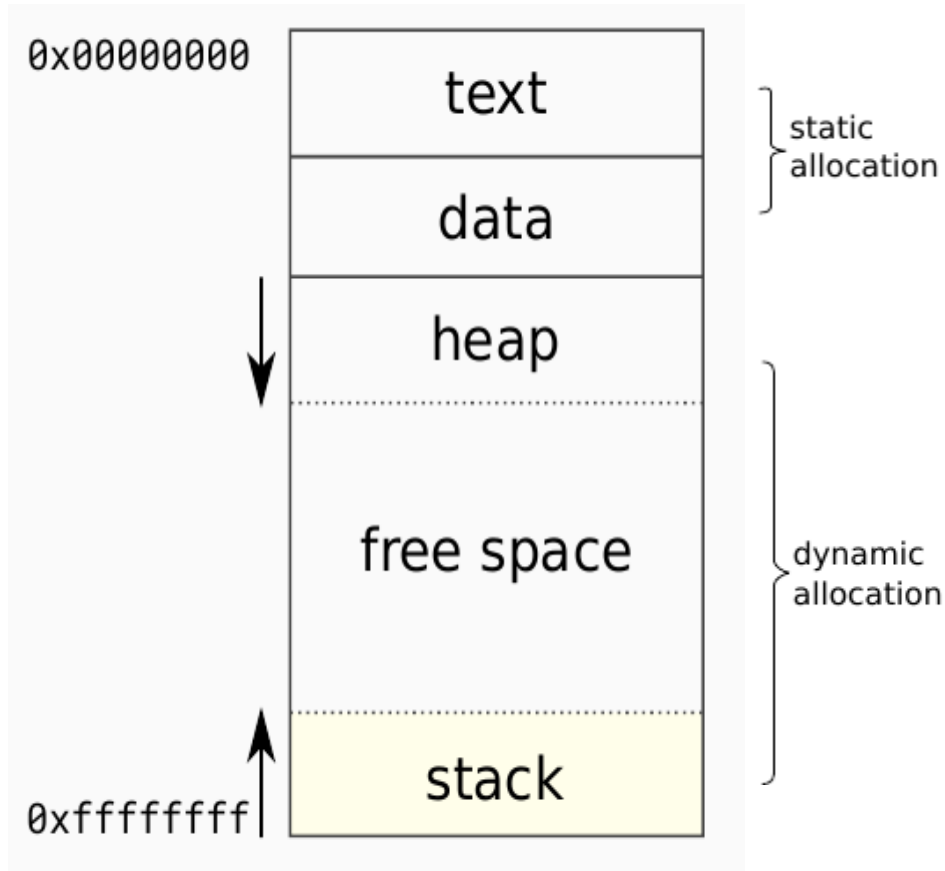 0x00000000
text
static
allocation
data
heap
free space
dynamic
allocation
stack
0xffffffff